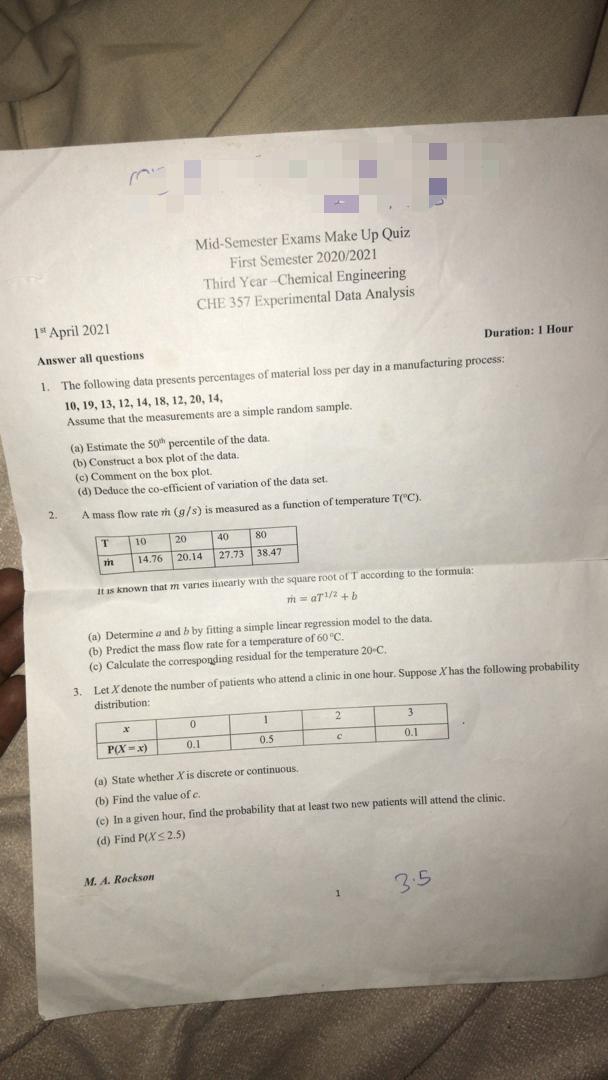 Mid-Semester Exams Make Up Quiz
First Semester 2020/2021
Third Year –Chemical Engineering
CHE 357 Experimental Data Analysis
1st April 2021
Duration: 1 Hour
Answer all questions
1. The following data presents percentages of material loss per day in a manufacturing process:
10, 19, 13, 12, 14, 18, 12, 20, 14,
Assume that the measurements are a simple random sample.
(a) Estimate the 50th percentile of the data.
(b) Construct a box plot of the data.
(c) Comment on the box plot.
(d) Deduce the co-efficient of variation of the data set.
2. A mass flow rate ṁ (g/s) is measured as a function of temperature T(°C).
T 10 20 40 80
ṁ 14.76 20.14 27.73 38.47
It is known that m varies linearly with the square root of T according to the formula:
ṁ = aT^1/2 + b
(a) Determine a and b by fitting a simple linear regression model to the data.
(b) Predict the mass flow rate for a temperature of 60 °C.
(c) Calculate the corresponding residual for the temperature 20°C.
3. Let X denote the number of patients who attend a clinic in one hour. Suppose X has the following probability
distribution:
x 0 1 2 3
P(X = x) 0.1 0.5 c 0.1
(a) State whether X is discrete or continuous.
(b) Find the value of c.
(c) In a given hour, find the probability that at least two new patients will attend the clinic.
(d) Find P(X ≤ 2.5)
M. A. Rockson
1
3.5